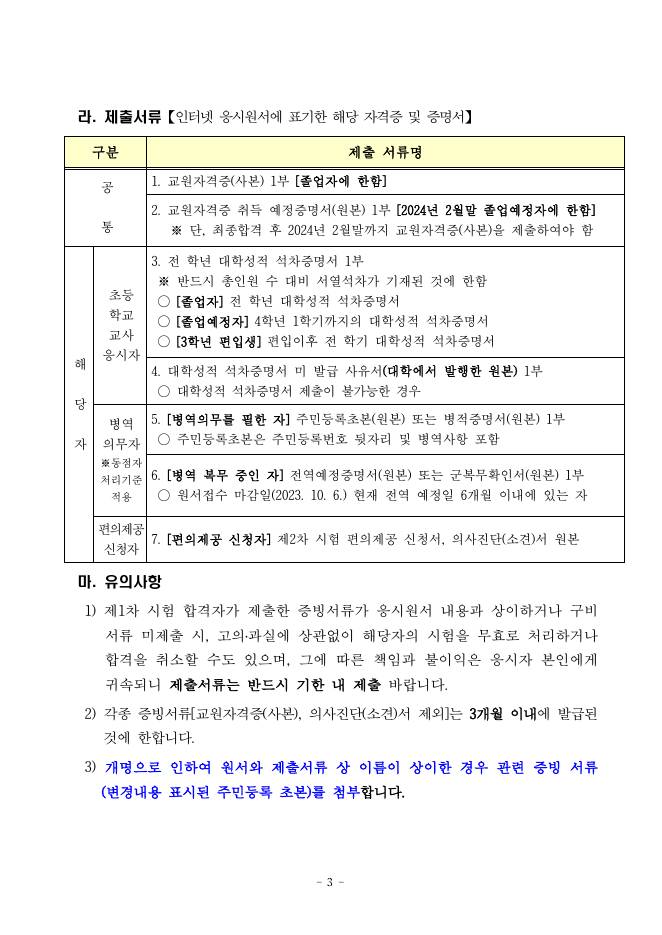 라. 제출서류【인터넷 응시원서에 표기한 해당 자격증 및 증명서】
구분
제출 서류명
공
통
1. 교원자격증(사본) 1부 [졸업자에 한함]
2. 교원자격증 취득 예정증명서(원본) 1부 [2024년 2월말 졸업예정자에 한함]
※ 단, 최종합격 후 2024년 2월말까지 교원자격증(사본)을 제출하여야 함
해
당
자
초등
학교
교사
응시자
3. 전 학년 대학성적 석차증명서 1부
※ 반드시 총인원 수 대비 서열석차가 기재된 것에 한함
○ [졸업자] 전 학년 대학성적 석차증명서
○ [졸업예정자] 4학년 1학기까지의 대학성적 석차증명서
○ [3학년 편입생] 편입이후 전 학기 대학성적 석차증명서
4. 대학성적 석차증명서 미 발급 사유서(대학에서 발행한 원본) 1부
○ 대학성적 석차증명서 제출이 불가능한 경우
병역
의무자
※동점자
처리기준
적용
5. [병역의무를 필한 자] 주민등록초본(원본) 또는 병적증명서(원본) 1부
○ 주민등록초본은 주민등록번호 뒷자리 및 병역사항 포함
6. [병역 복무 중인 자] 전역예정증명서(원본) 또는 군복무확인서(원본) 1부
○ 원서접수 마감일(2023. 10. 6.) 현재 전역 예정일 6개월 이내에 있는 자
편의제공
신청자
7. [편의제공 신청자] 제2차 시험 편의제공 신청서, 의사진단(소견)서 원본
마. 유의사항
1) 제1차 시험 합격자가 제출한 증빙서류가 응시원서 내용과 상이하거나 구비
서류 미제출 시, 고의·과실에 상관없이 해당자의 시험을 무효로 처리하거나
합격을 취소할 수도 있으며, 그에 따른 책임과 불이익은 응시자 본인에게
귀속되니 제출서류는 반드시 기한 내 제출 바랍니다.
2) 각종 증빙서류[교원자격증(사본), 의사진단(소견)서 제외]는 3개월 이내에 발급된
것에 한합니다.
3) 개명으로 인하여 원서와 제출서류 상 이름이 상이한 경우 관련 증빙 서류
(변경내용 표시된 주민등록 초본)를 첨부합니다.
- 3 -